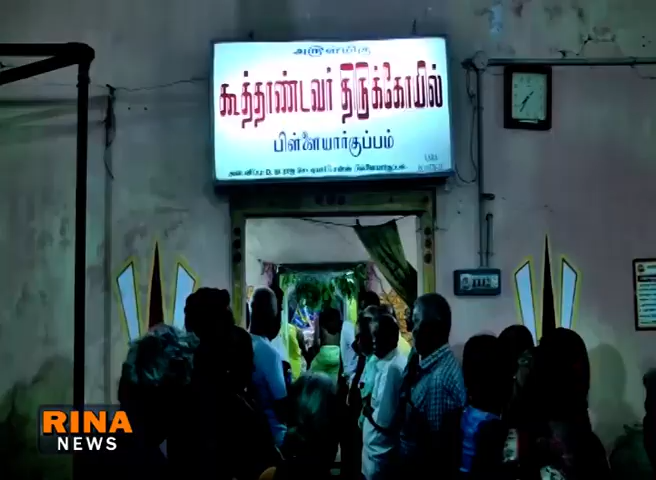 அருள்மிகு
கூத்தாண்டவர் திருக்கோயில்
பிள்ளையார்குப்பம்
RINA
NEWS